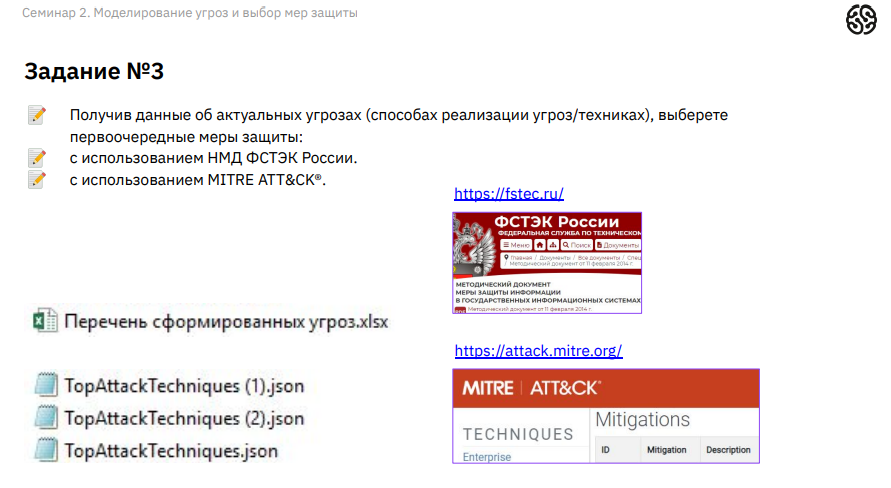 Семинар 2. Моделирование угроз и выбор мер защиты
Задание №3
Получив данные об актуальных угрозах (способах реализации угроз/техниках), выберете
первоочередные меры защиты:
с использованием НМД ФСТЭК России.
с использованием MITRE ATT&CK®.
https://fstec.ru/
ФСТЭК России
ФЕДЕРАЛЬНАЯ СЛУЖБА ПО ТЕХНИЧЕСКОМ
Меню Поиск Документы
Главная / Документы / Все документы / Спец
/ Методический документ от 11 февраля 2014 г.
МЕТОДИЧЕСКИЙ ДОКУМЕНТ
МЕРЫ ЗАЩИТЫ ИНФОРМАЦИИ
В ГОСУДАРСТВЕННЫХ ИНФОРМАЦИОННЫХ СИСТЕМАХ
Методический документ от 11 февраля 2014 г.
Перечень сформированных угроз.xlsx
https://attack.mitre.org/
TopAttackTechniques (1).json
TopAttackTechniques (2).json
TopAttackTechniques.json
MITRE | ATT&CK®
TECHNIQUES
Enterprise
Mitigations
ID Mitigation Description